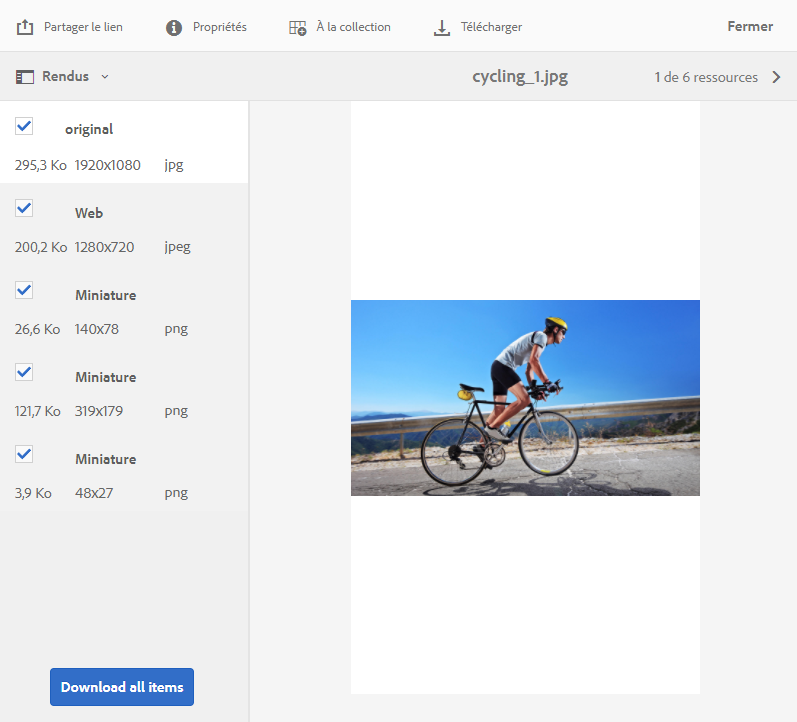 Partager le lien Propriétés À la collection Télécharger Fermer
Rendus cycling_1.jpg 1 de 6 ressources
original
295,3 Ko 1920x1080 jpg
Web
200,2 Ko 1280x720 jpeg
Miniature
26,6 Ko 140x78 png
Miniature
121,7 Ko 319x179 png
Miniature
3,9 Ko 48x27 png
Download all items